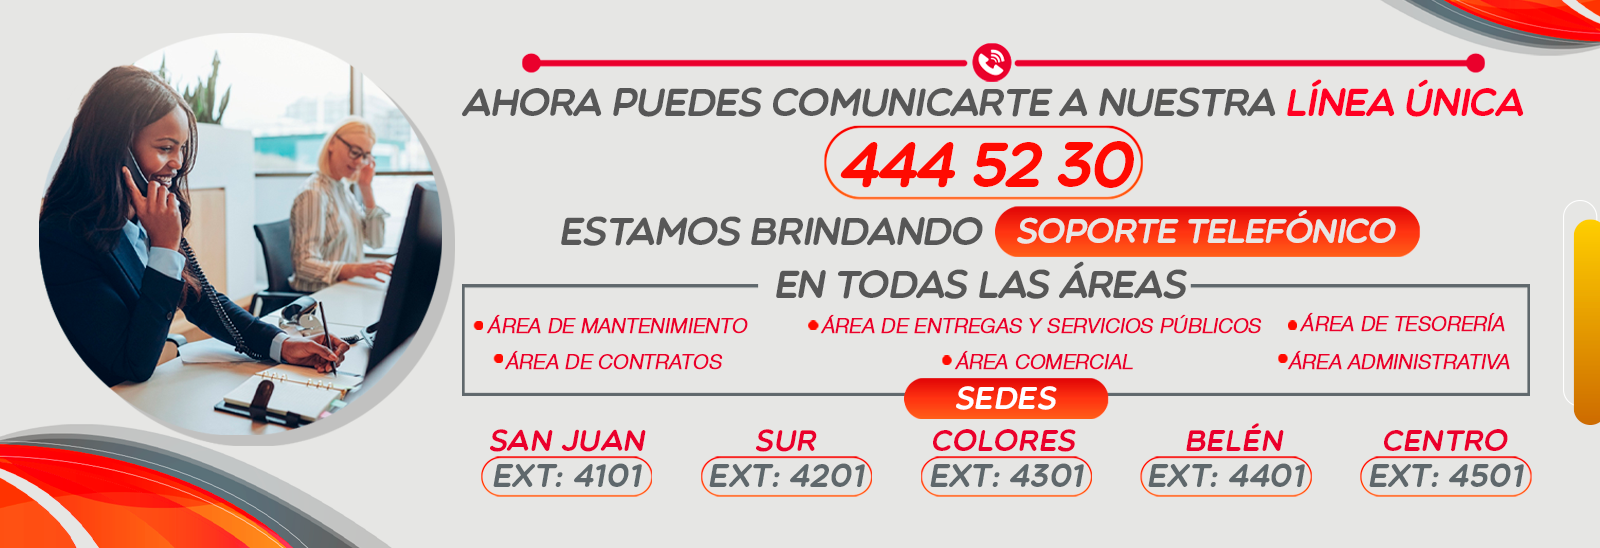 AHORA PUEDES COMUNICARTE A NUESTRA LÍNEA ÚNICA
444 52 30
ESTAMOS BRINDANDO SOPORTE TELEFÓNICO
EN TODAS LAS ÁREAS
•ÁREA DE MANTENIMIENTO •ÁREA DE ENTREGAS Y SERVICIOS PÚBLICOS •ÁREA DE TESORERÍA
•ÁREA DE CONTRATOS •ÁREA COMERCIAL •ÁREA ADMINISTRATIVA
SEDES
SAN JUAN SUR COLORES BELÉN CENTRO
EXT: 4101 EXT: 4201 EXT: 4301 EXT: 4401 EXT: 4501